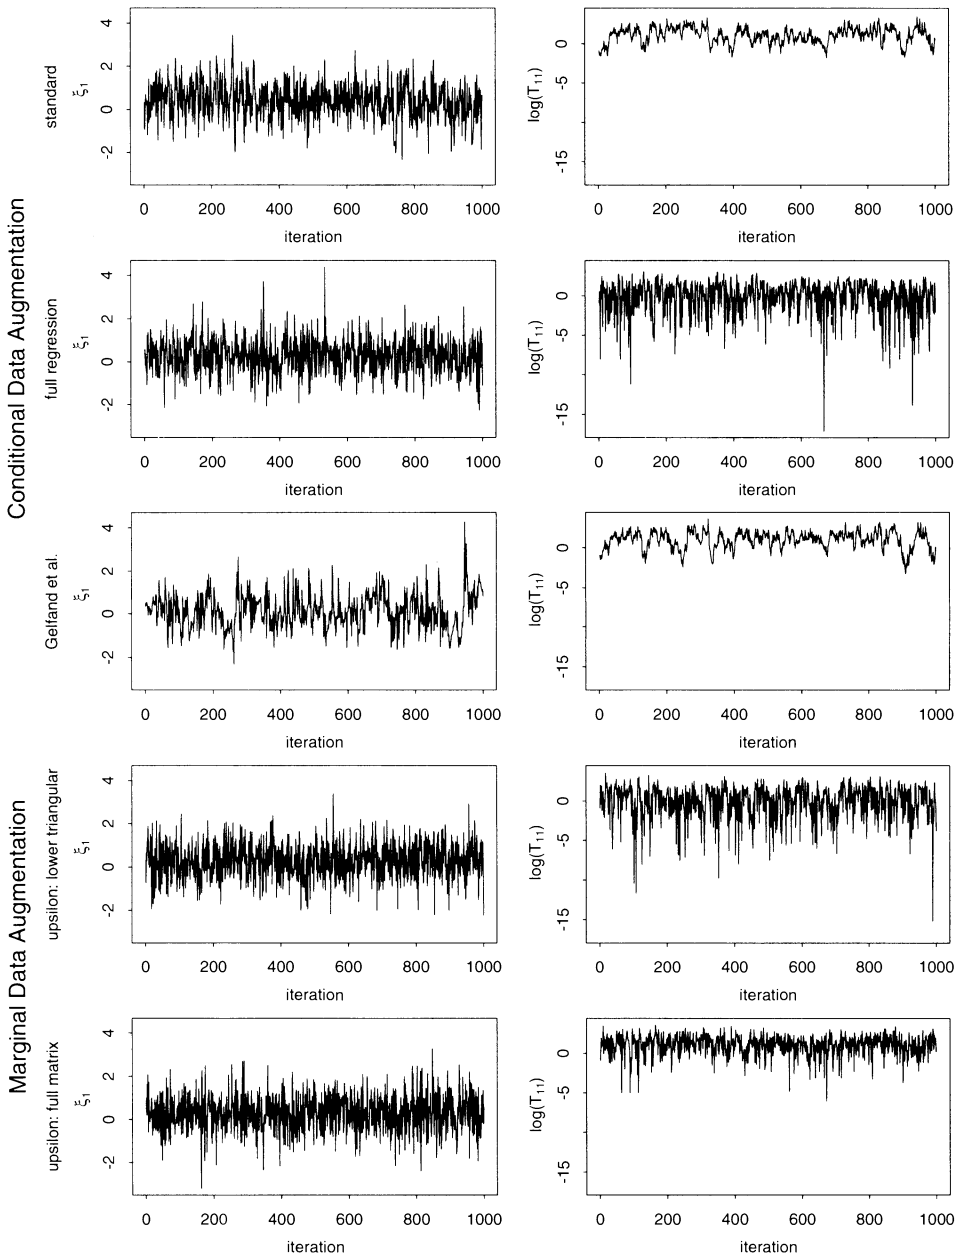 Conditional Data Augmentation
standard
ξ1
4
2
0
-2
0 200 400 600 800 1000
iteration
log(T11)
0
-5
-15
0 200 400 600 800 1000
iteration
full regression
ξ1
4
2
0
-2
0 200 400 600 800 1000
iteration
log(T11)
0
-5
-15
0 200 400 600 800 1000
iteration
Gelfand et al.
ξ1
4
2
0
-2
0 200 400 600 800 1000
iteration
log(T11)
0
-5
-15
0 200 400 600 800 1000
iteration
Marginal Data Augmentation
upsilon: lower triangular
ξ1
4
2
0
-2
0 200 400 600 800 1000
iteration
log(T11)
0
-5
-15
0 200 400 600 800 1000
iteration
upsilon: full matrix
ξ1
4
2
0
-2
0 200 400 600 800 1000
iteration
log(T11)
0
-5
-15
0 200 400 600 800 1000
iteration